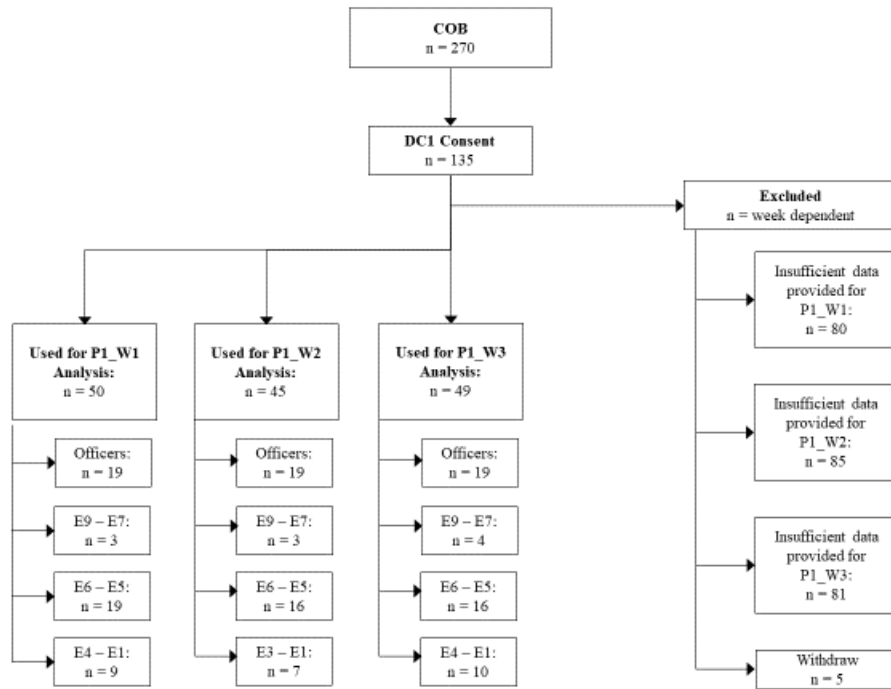 COB
n = 270
DC1 Consent
n = 135
Excluded
n = week dependent
Insufficient data
provided for
P1_W1:
n = 80
Used for P1_W1
Analysis:
n = 50
Used for P1_W2
Analysis:
n = 45
Used for P1_W3
Analysis:
n = 49
Insufficient data
provided for
P1_W2:
n = 85
Officers:
n = 19
Officers:
n = 19
Officers:
n = 19
E9 – E7:
n = 3
E9 – E7:
n = 3
E9 – E7:
n = 4
Insufficient data
provided for
P1_W3:
n = 81
E6 – E5:
n = 19
E6 – E5:
n = 16
E6 – E5:
n = 16
E4 – E1:
n = 9
E3 – E1:
n = 7
E4 – E1:
n = 10
Withdraw
n = 5